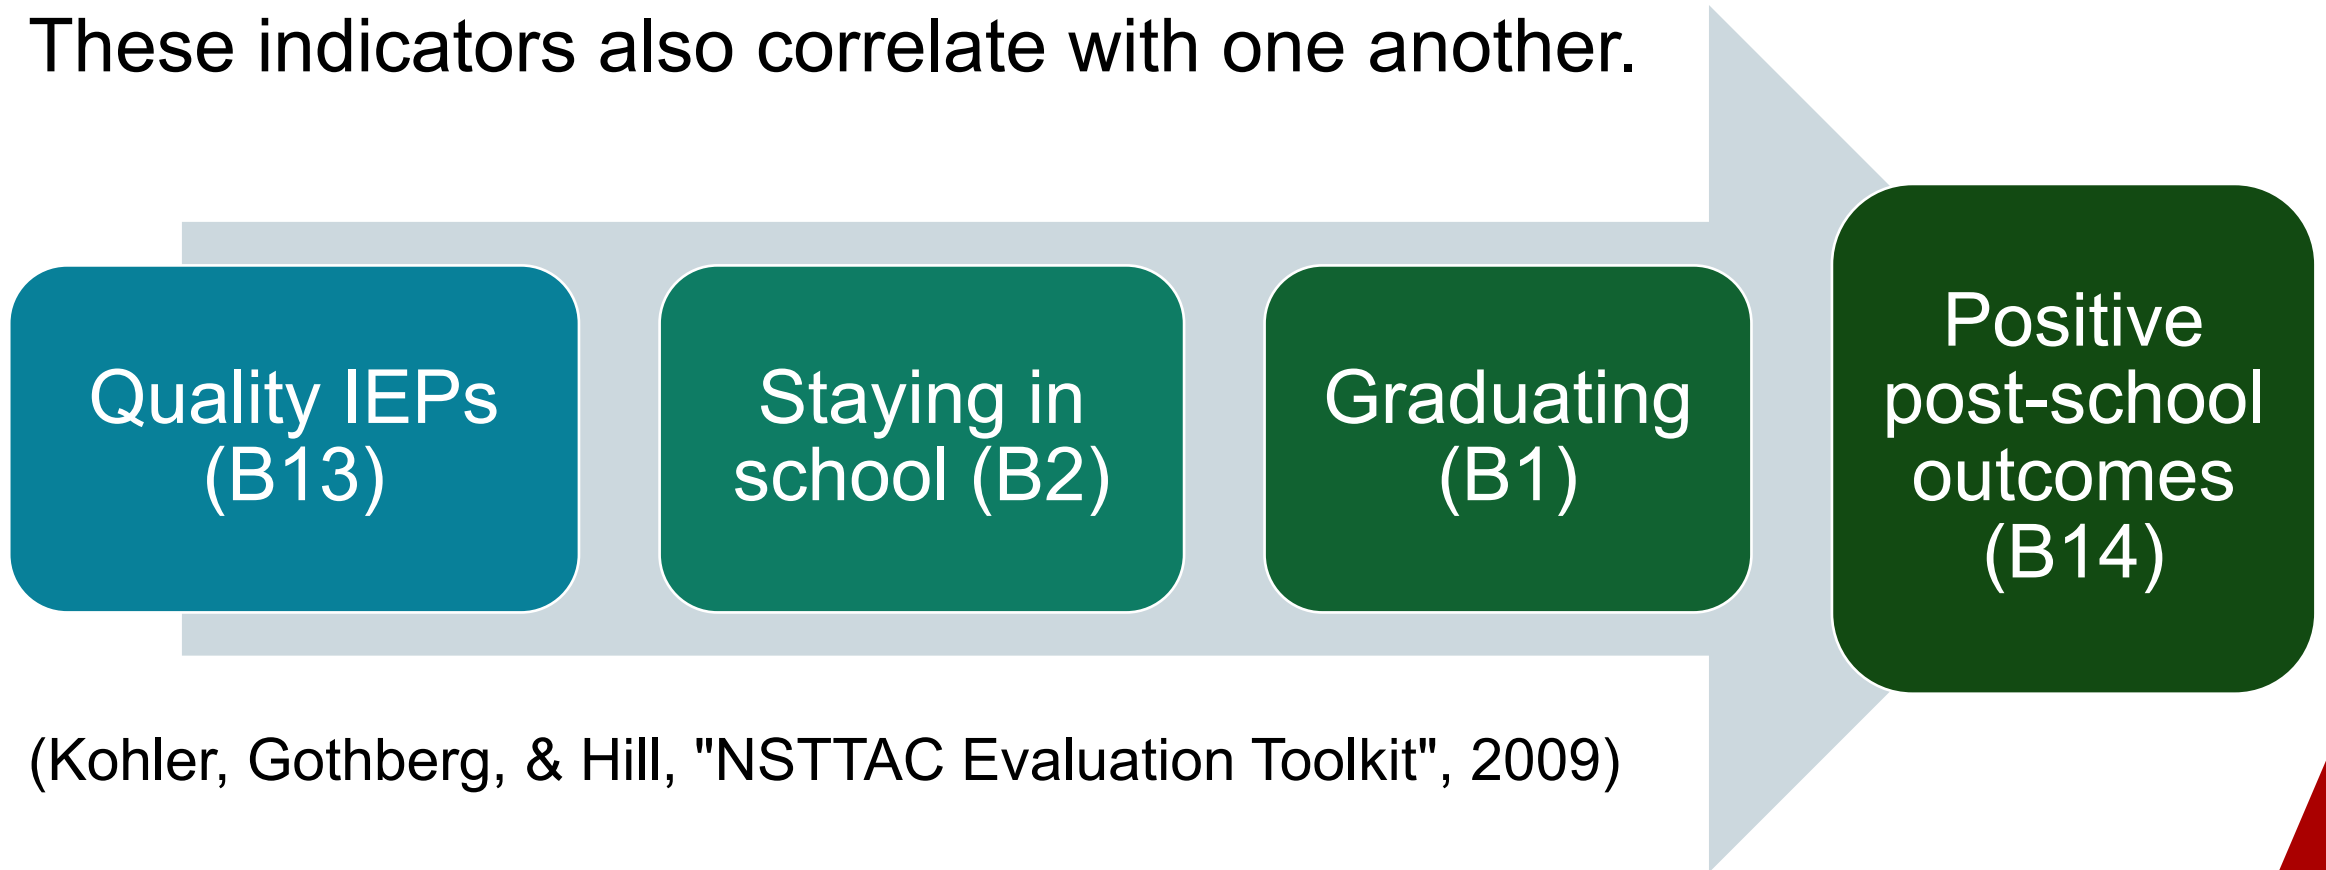 These indicators also correlate with one another.
Quality IEPs
(B13)
Staying in
school (B2)
Graduating
(B1)
Positive
post-school
outcomes
(B14)
(Kohler, Gothberg, & Hill, "NSTTAC Evaluation Toolkit", 2009)